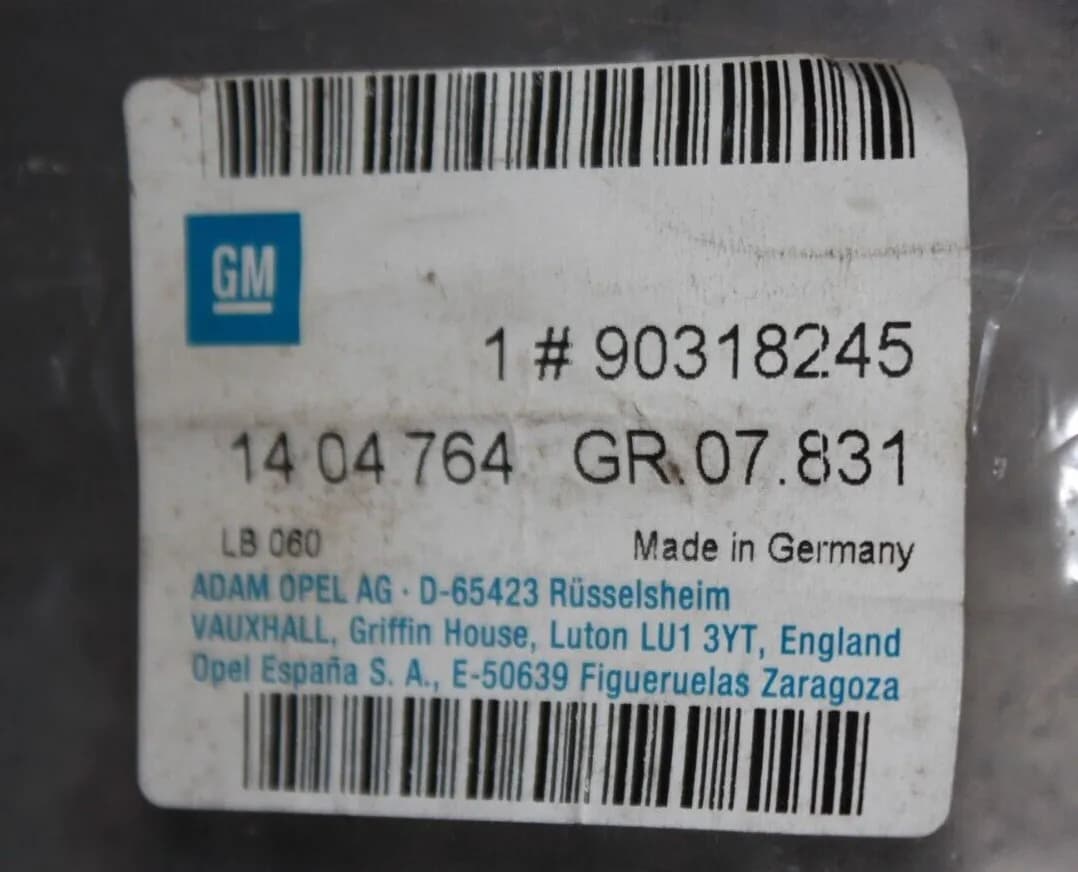 GM
1 # 90318245
14 04 764 GR. 07.831
LB 060 Made in Germany
ADAM OPEL AG · D-65423 Rüsselsheim
VAUXHALL, Griffin House, Luton LU1 3YT, England
Opel España S. A., E-50639 Figueruelas Zaragoza